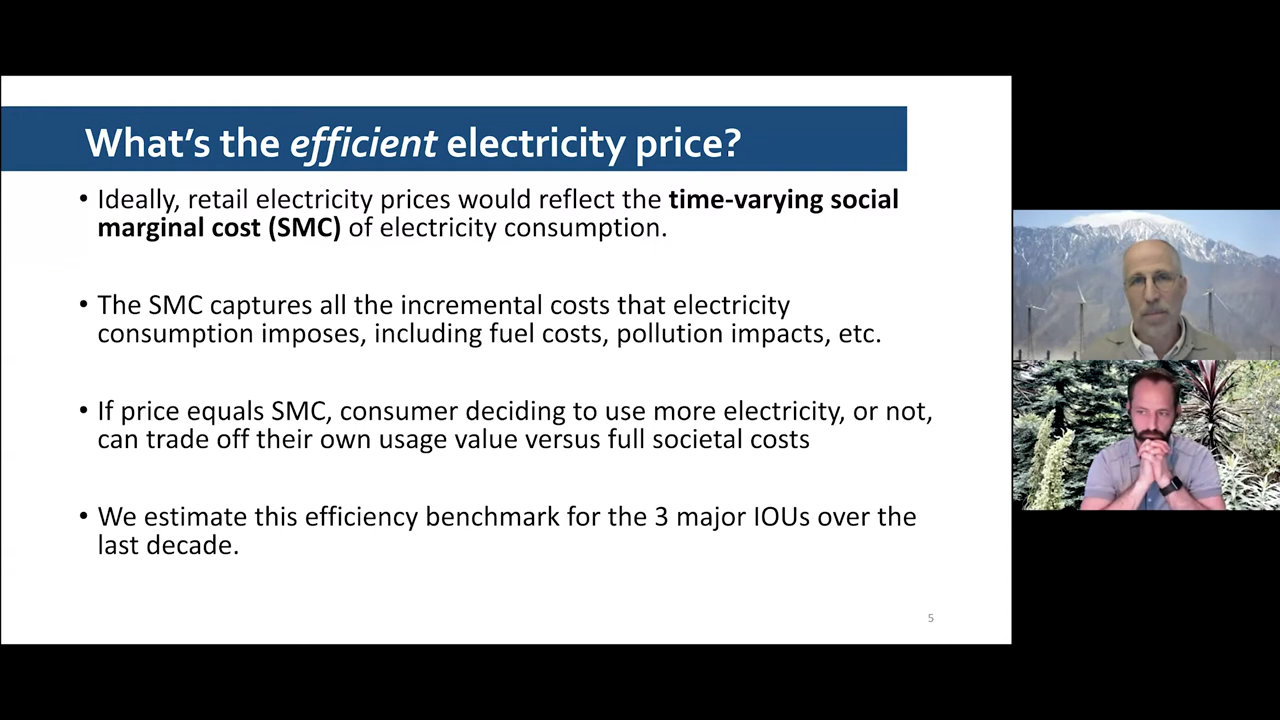 What's the efficient electricity price?
• Ideally, retail electricity prices would reflect the time-varying social
marginal cost (SMC) of electricity consumption.
• The SMC captures all the incremental costs that electricity
consumption imposes, including fuel costs, pollution impacts, etc.
• If price equals SMC, consumer deciding to use more electricity, or not,
can trade off their own usage value versus full societal costs
• We estimate this efficiency benchmark for the 3 major IOUs over the
last decade.
5